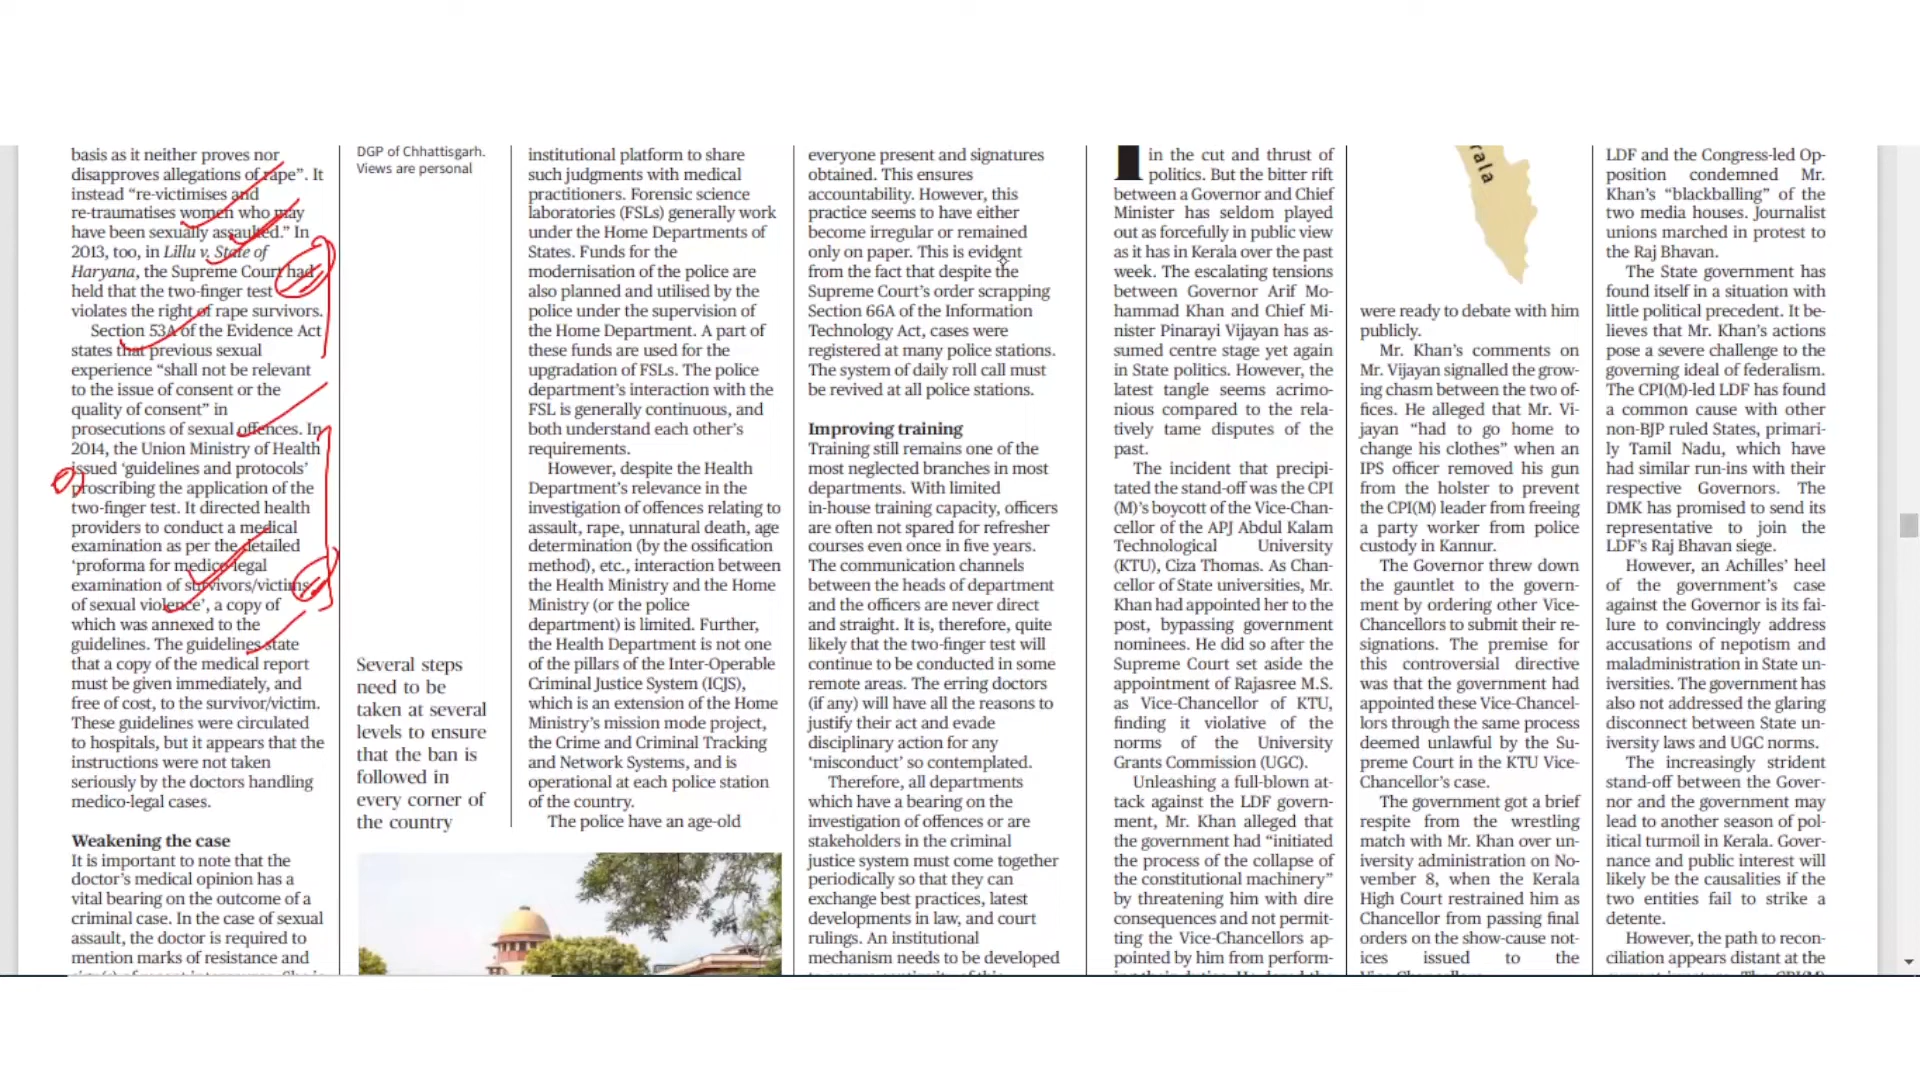 basis as it neither proves nor
disapproves allegations of rape”. It
instead “re-victimises and
re-traumatises women who may
have been sexually assaulted.” In
2013, too, in Lillu v. State of
Haryana, the Supreme Court had
held that the two-finger test
violates the right of rape survivors.
Section 53A of the Evidence Act
states that previous sexual
experience “shall not be relevant
to the issue of consent or the
quality of consent” in
prosecutions of sexual offences. In
2014, the Union Ministry of Health
issued ‘guidelines and protocols’
proscribing the application of the
two-finger test. It directed health
providers to conduct a medical
examination as per the detailed
‘proforma for medico-legal
examination of survivors/victims
of sexual violence’, a copy of
which was annexed to the
guidelines. The guidelines state
that a copy of the medical report
must be given immediately, and
free of cost, to the survivor/victim.
These guidelines were circulated
to hospitals, but it appears that the
instructions were not taken
seriously by the doctors handling
medico-legal cases.
Weakening the case
It is important to note that the
doctor’s medical opinion has a
vital bearing on the outcome of a
criminal case. In the case of sexual
assault, the doctor is required to
mention marks of resistance and
DGP of Chhattisgarh.
Views are personal
Several steps
need to be
taken at several
levels to ensure
that the ban is
followed in
every corner of
the country
institutional platform to share
such judgments with medical
practitioners. Forensic science
laboratories (FSLs) generally work
under the Home Departments of
States. Funds for the
modernisation of the police are
also planned and utilised by the
police under the supervision of
the Home Department. A part of
these funds are used for the
upgradation of FSLs. The police
department’s interaction with the
FSL is generally continuous, and
both understand each other’s
requirements.
However, despite the Health
Department’s relevance in the
investigation of offences relating to
assault, rape, unnatural death, age
determination (by the ossification
method), etc., interaction between
the Health Ministry and the Home
Ministry (or the police
department) is limited. Further,
the Health Department is not one
of the pillars of the Inter-Operable
Criminal Justice System (ICJS),
which is an extension of the Home
Ministry’s mission mode project,
the Crime and Criminal Tracking
and Network Systems, and is
operational at each police station
of the country.
The police have an age-old
everyone present and signatures
obtained. This ensures
accountability. However, this
practice seems to have either
become irregular or remained
only on paper. This is evident
from the fact that despite the
Supreme Court’s order scrapping
Section 66A of the Information
Technology Act, cases were
registered at many police stations.
The system of daily roll call must
be revived at all police stations.
Improving training
Training still remains one of the
most neglected branches in most
departments. With limited
in-house training capacity, officers
are often not spared for refresher
courses even once in five years.
The communication channels
between the heads of department
and the officers are never direct
and straight. It is, therefore, quite
likely that the two-finger test will
continue to be conducted in some
remote areas. The erring doctors
(if any) will have all the reasons to
justify their act and evade
disciplinary action for any
‘misconduct’ so contemplated.
Therefore, all departments
which have a bearing on the
investigation of offences or are
stakeholders in the criminal
justice system must come together
periodically so that they can
exchange best practices, latest
developments in law, and court
rulings. An institutional
mechanism needs to be developed
in the cut and thrust of
politics. But the bitter rift
between a Governor and Chief
Minister has seldom played
out as forcefully in public view
as it has in Kerala over the past
week. The escalating tensions
between Governor Arif Mo-
hammad Khan and Chief Mi-
nister Pinarayi Vijayan has as-
sumed centre stage yet again
in State politics. However, the
latest tangle seems acrimo-
nious compared to the rela-
tively tame disputes of the
past.
The incident that precipi-
tated the stand-off was the CPI
(M)’s boycott of the Vice-Chan-
cellor of the APJ Abdul Kalam
Technological University
(KTU), Ciza Thomas. As Chan-
cellor of State universities, Mr.
Khan had appointed her to the
post, bypassing government
nominees. He did so after the
Supreme Court set aside the
appointment of Rajasree M.S.
as Vice-Chancellor of KTU,
finding it violative of the
norms of the University
Grants Commission (UGC).
Unleashing a full-blown at-
tack against the LDF govern-
ment, Mr. Khan alleged that
the government had “initiated
the process of the collapse of
the constitutional machinery”
by threatening him with dire
consequences and not permit-
ting the Vice-Chancellors ap-
pointed by him from perform-
rala
were ready to debate with him
publicly.
Mr. Khan’s comments on
Mr. Vijayan signalled the grow-
ing chasm between the two of-
fices. He alleged that Mr. Vi-
jayan “had to go home to
change his clothes” when an
IPS officer removed his gun
from the holster to prevent
the CPI(M) leader from freeing
a party worker from police
custody in Kannur.
The Governor threw down
the gauntlet to the govern-
ment by ordering other Vice-
Chancellors to submit their re-
signations. The premise for
this controversial directive
was that the government had
appointed these Vice-Chancel-
lors through the same process
deemed unlawful by the Su-
preme Court in the KTU Vice-
Chancellor’s case.
The government got a brief
respite from the wrestling
match with Mr. Khan over un-
iversity administration on No-
vember 8, when the Kerala
High Court restrained him as
Chancellor from passing final
orders on the show-cause not-
ices issued to the
LDF and the Congress-led Op-
position condemned Mr.
Khan’s “blackballing” of the
two media houses. Journalist
unions marched in protest to
the Raj Bhavan.
The State government has
found itself in a situation with
little political precedent. It be-
lieves that Mr. Khan’s actions
pose a severe challenge to the
governing ideal of federalism.
The CPI(M)-led LDF has found
a common cause with other
non-BJP ruled States, primari-
ly Tamil Nadu, which have
had similar run-ins with their
respective Governors. The
DMK has promised to send its
representative to join the
LDF’s Raj Bhavan siege.
However, an Achilles’ heel
of the government’s case
against the Governor is its fai-
lure to convincingly address
accusations of nepotism and
maladministration in State un-
iversities. The government has
also not addressed the glaring
disconnect between State un-
iversity laws and UGC norms.
The increasingly strident
stand-off between the Gover-
nor and the government may
lead to another season of pol-
itical turmoil in Kerala. Gover-
nance and public interest will
likely be the causalities if the
two entities fail to strike a
detente.
However, the path to recon-
ciliation appears distant at the